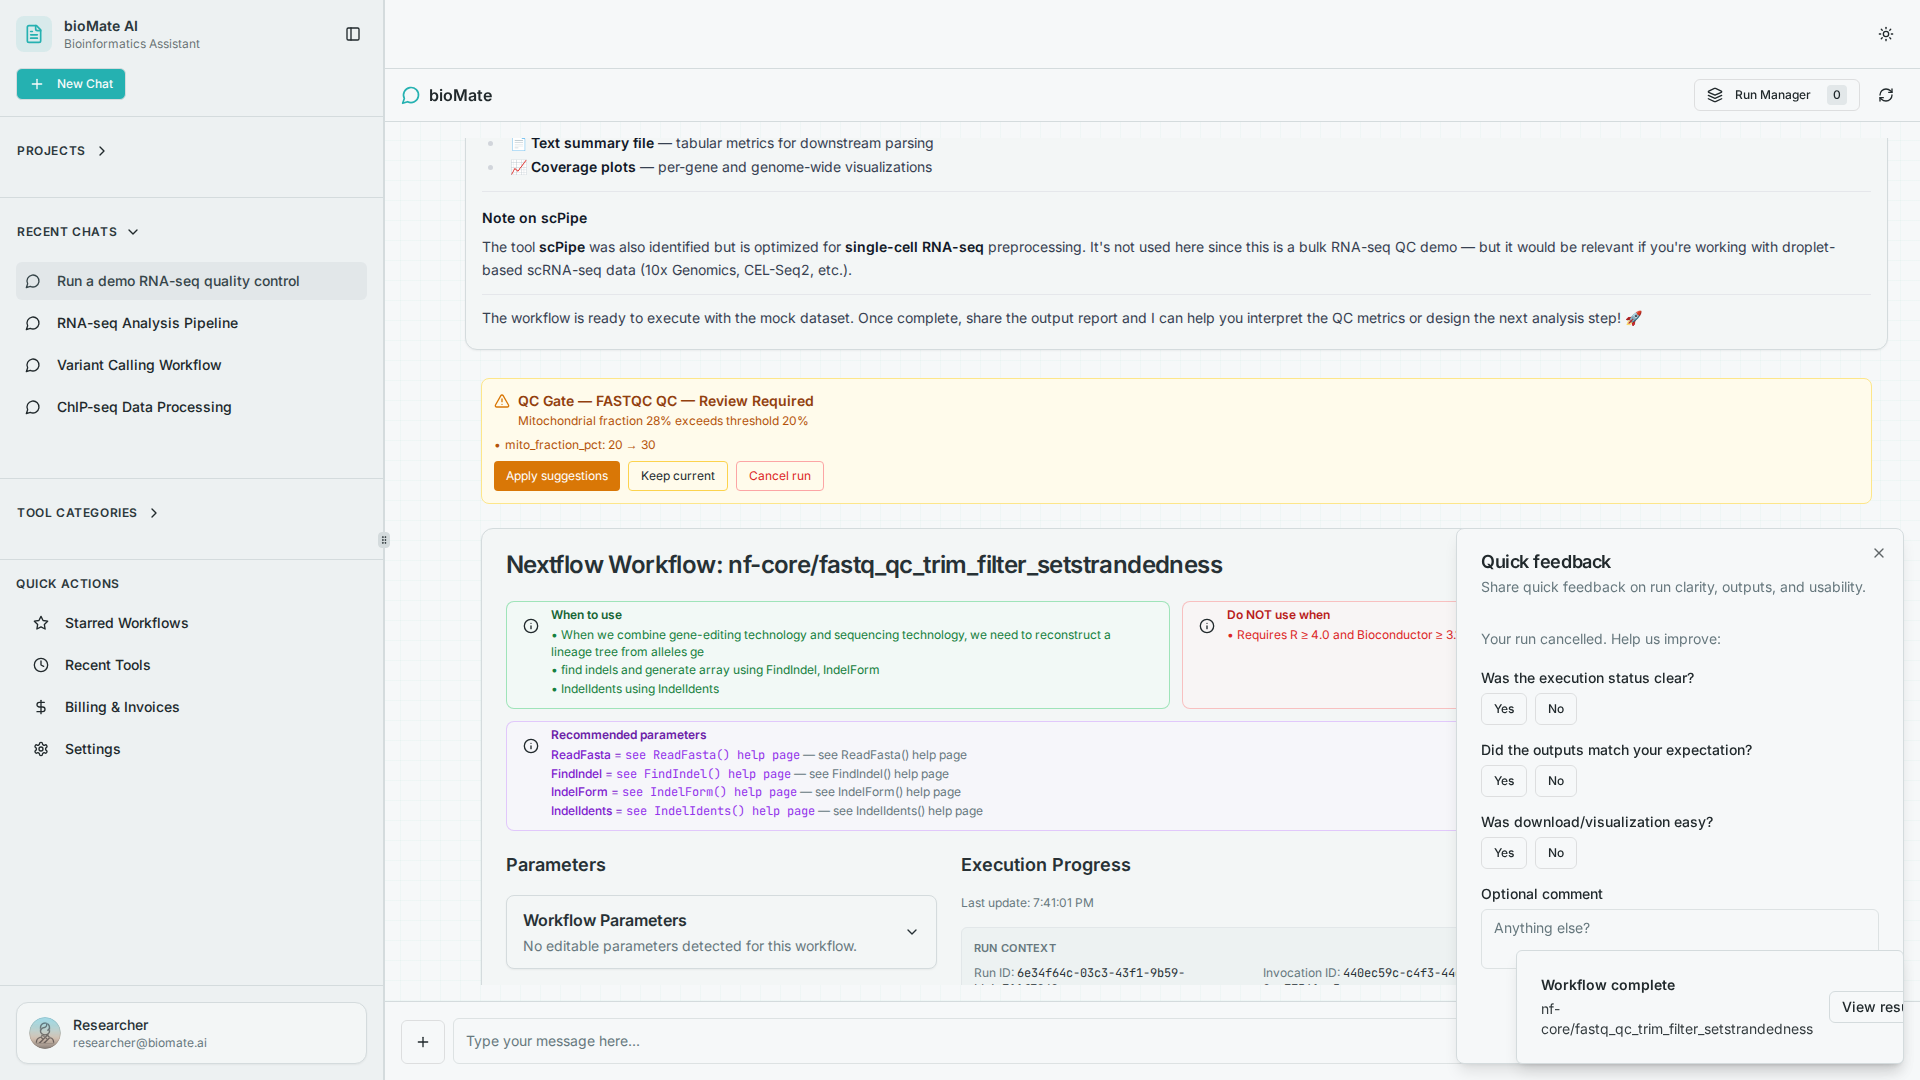 bioMate AI
Bioinformatics Assistant
New Chat
PROJECTS
RECENT CHATS
Run a demo RNA-seq quality control
RNA-seq Analysis Pipeline
Variant Calling Workflow
ChIP-seq Data Processing
TOOL CATEGORIES
QUICK ACTIONS
Starred Workflows
Recent Tools
Billing & Invoices
Settings
Researcher
researcher@biomate.ai
bioMate
Run Manager 0
• 📄 Text summary file — tabular metrics for downstream parsing
• 📈 Coverage plots — per-gene and genome-wide visualizations
Note on scPipe
The tool scPipe was also identified but is optimized for single-cell RNA-seq preprocessing. It's not used here since this is a bulk RNA-seq QC demo — but it would be relevant if you're working with droplet-
based scRNA-seq data (10x Genomics, CEL-Seq2, etc.).
The workflow is ready to execute with the mock dataset. Once complete, share the output report and I can help you interpret the QC metrics or design the next analysis step! 🚀
QC Gate — FASTQC QC — Review Required
Mitochondrial fraction 28% exceeds threshold 20%
• mito_fraction_pct: 20 → 30
Apply suggestions
Keep current
Cancel run
Nextflow Workflow: nf-core/fastq_qc_trim_filter_setstrandedness
When to use
• When we combine gene-editing technology and sequencing technology, we need to reconstruct a
lineage tree from alleles ge
• find indels and generate array using FindIndel, IndelForm
• IndelIdents using IndelIdents
Do NOT use when
• Requires R ≥ 4.0 and Bioconductor ≥ 3.
Recommended parameters
ReadFasta = see ReadFasta() help page — see ReadFasta() help page
FindIndel = see FindIndel() help page — see FindIndel() help page
IndelForm = see IndelForm() help page — see IndelForm() help page
IndelIdents = see IndelIdents() help page — see IndelIdents() help page
Parameters
Workflow Parameters
No editable parameters detected for this workflow.
Execution Progress
Last update: 7:41:01 PM
RUN CONTEXT
Run ID: 6e34f64c-03c3-43f1-9b59-
Invocation ID: 440ec59c-c4f3-44
Type your message here...
Quick feedback
Share quick feedback on run clarity, outputs, and usability.
Your run cancelled. Help us improve:
Was the execution status clear?
Yes No
Did the outputs match your expectation?
Yes No
Was download/visualization easy?
Yes No
Optional comment
Anything else?
Workflow complete
nf-
core/fastq_qc_trim_filter_setstrandedness
View resu